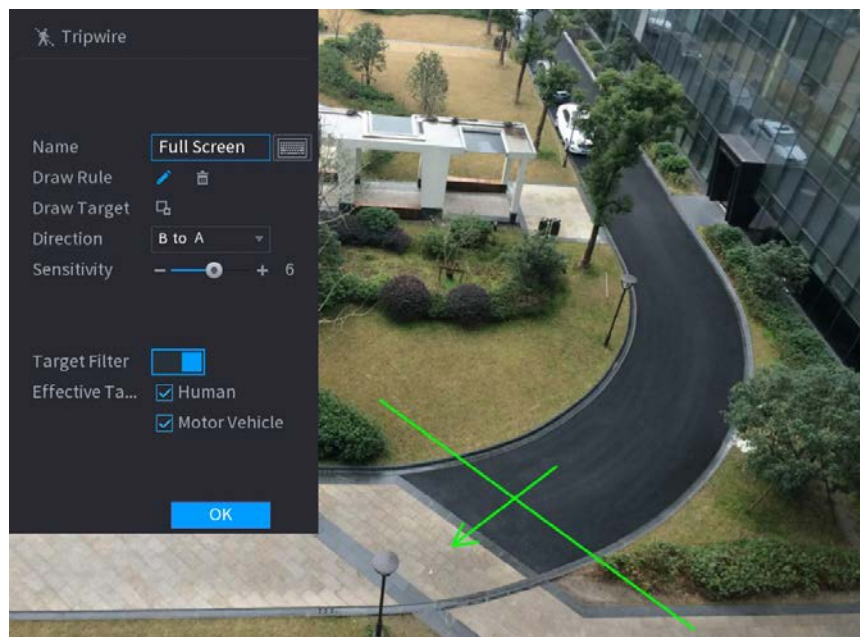 Tripwire
Name Full Screen
Draw Rule
Draw Target
Direction B to A
Sensitivity - + 6
Target Filter
Effective Ta... Human
Motor Vehicle
OK